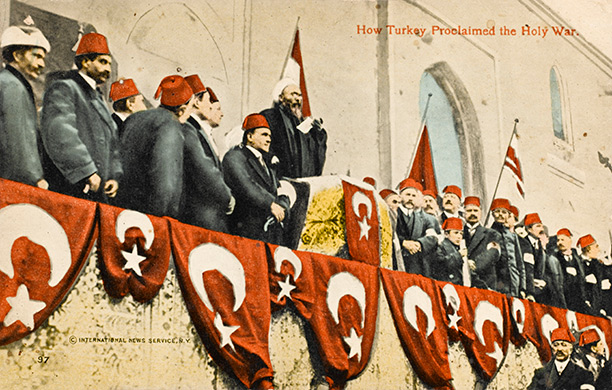 How Turkey Proclaimed the Holy War.
© INTERNATIONAL NEWS SERVICE, N.Y.
97